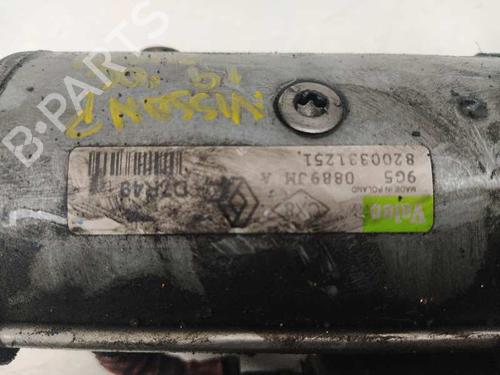 Valeo
8200331251.
9G5 0889JM A
MADE IN POLAND
D7R49
NISSAN P
B-PARTS